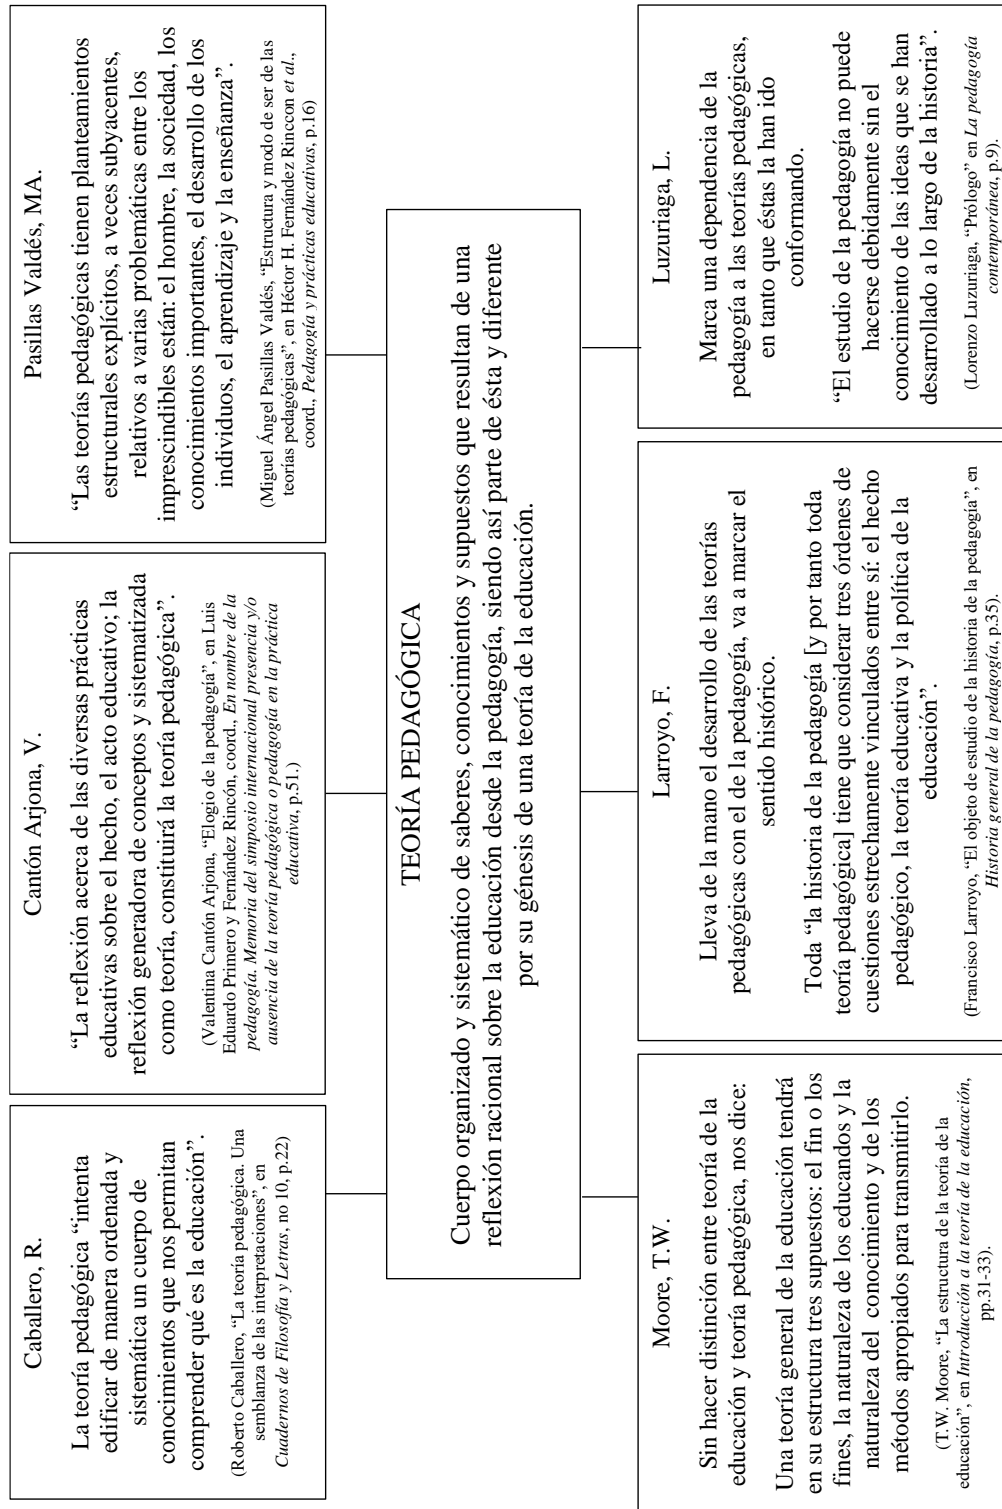 Caballero, R.
La teoría pedagógica “intenta
edificar de manera ordenada y
sistemática un cuerpo de
conocimientos que nos permitan
comprender qué es la educación”.
(Roberto Caballero, “La teoría pedagógica. Una
semblanza de las interpretaciones”, en
Cuadernos de Filosofía y Letras, no 10, p.22)
Cantón Arjona, V.
“La reflexión acerca de las diversas prácticas
educativas sobre el hecho, el acto educativo; la
reflexión generadora de conceptos y sistematizada
como teoría, constituirá la teoría pedagógica”.
(Valentina Cantón Arjona, “Elogio de la pedagogía”, en Luis
Eduardo Primero y Fernández Rincón, coord., En nombre de la
pedagogía. Memoria del simposio internacional presencia y/o
ausencia de la teoría pedagógica o pedagogía en la práctica
educativa, p.51.)
Pasillas Valdés, MA.
“Las teorías pedagógicas tienen planteamientos
estructurales explícitos, a veces subyacentes,
relativos a varias problemáticas entre los
imprescindibles están: el hombre, la sociedad, los
conocimientos importantes, el desarrollo de los
individuos, el aprendizaje y la enseñanza”.
(Miguel Ángel Pasillas Valdés, “Estructura y modo de ser de las
teorías pedagógicas”, en Héctor H. Fernández Rinccon et al.,
coord., Pedagogía y prácticas educativas, p.16)
TEORÍA PEDAGÓGICA
Cuerpo organizado y sistemático de saberes, conocimientos y supuestos que resultan de una
reflexión racional sobre la educación desde la pedagogía, siendo así parte de ésta y diferente
por su génesis de una teoría de la educación.
Moore, T.W.
Sin hacer distinción entre teoría de la
educación y teoría pedagógica, nos dice:
Una teoría general de la educación tendrá
en su estructura tres supuestos: el fin o los
fines, la naturaleza de los educandos y la
naturaleza del conocimiento y de los
métodos apropiados para transmitirlo.
(T.W. Moore, “La estructura de la teoría de la
educación”, en Introducción a la teoría de la educación,
pp.31-33).
Larroyo, F.
Lleva de la mano el desarrollo de las teorías
pedagógicas con el de la pedagogía, va a marcar el
sentido histórico.
Toda “la historia de la pedagogía [y por tanto toda
teoría pedagógica] tiene que considerar tres órdenes de
cuestiones estrechamente vinculados entre sí: el hecho
pedagógico, la teoría educativa y la política de la
educación”.
(Francisco Larroyo, “El objeto de estudio de la historia de la pedagogía”, en
Historia general de la pedagogía, p.35).
Luzuriaga, L.
Marca una dependencia de la
pedagogía a las teorías pedagógicas,
en tanto que éstas la han ido
conformando.
“El estudio de la pedagogía no puede
hacerse debidamente sin el
conocimiento de las ideas que se han
desarrollado a lo largo de la historia”.
(Lorenzo Luzuriaga, “Prólogo” en La pedagogía
contemporánea, p.9).